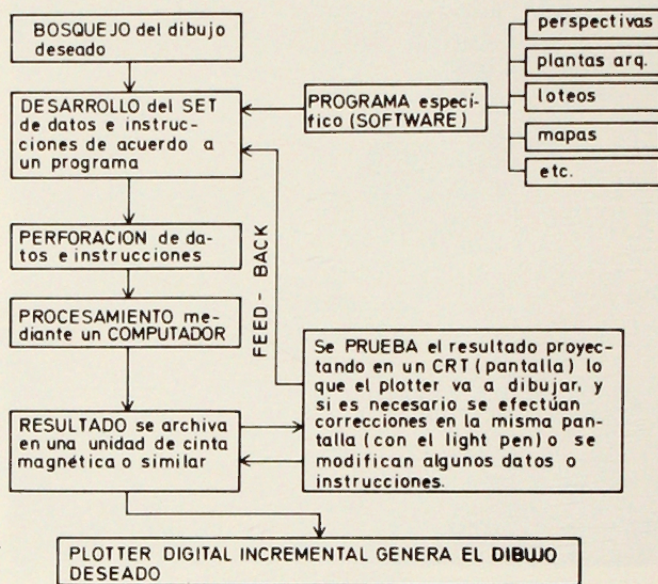 BOSQUEJO del dibujo
deseado
DESARROLLO del SET
de datos e instruc-
ciones de acuerdo a
un programa
PROGRAMA especí-
fico (SOFTWARE)
perspectivas
plantas arq.
loteos
mapas
etc.
PERFORACION de da-
tos e instrucciones
PROCESAMIENTO me-
diante un COMPUTADOR
FEED-BACK
Se PRUEBA el resultado proyec-
tando en un CRT (pantalla) lo
que el plotter va a dibujar, y
si es necesario se efectúan
correcciones en la misma pan-
talla (con el light pen) o se
modifican algunos datos o
instrucciones.
RESULTADO se archiva
en una unidad de cinta
magnética o similar
PLOTTER DIGITAL INCREMENTAL GENERA EL DIBUJO
DESEADO